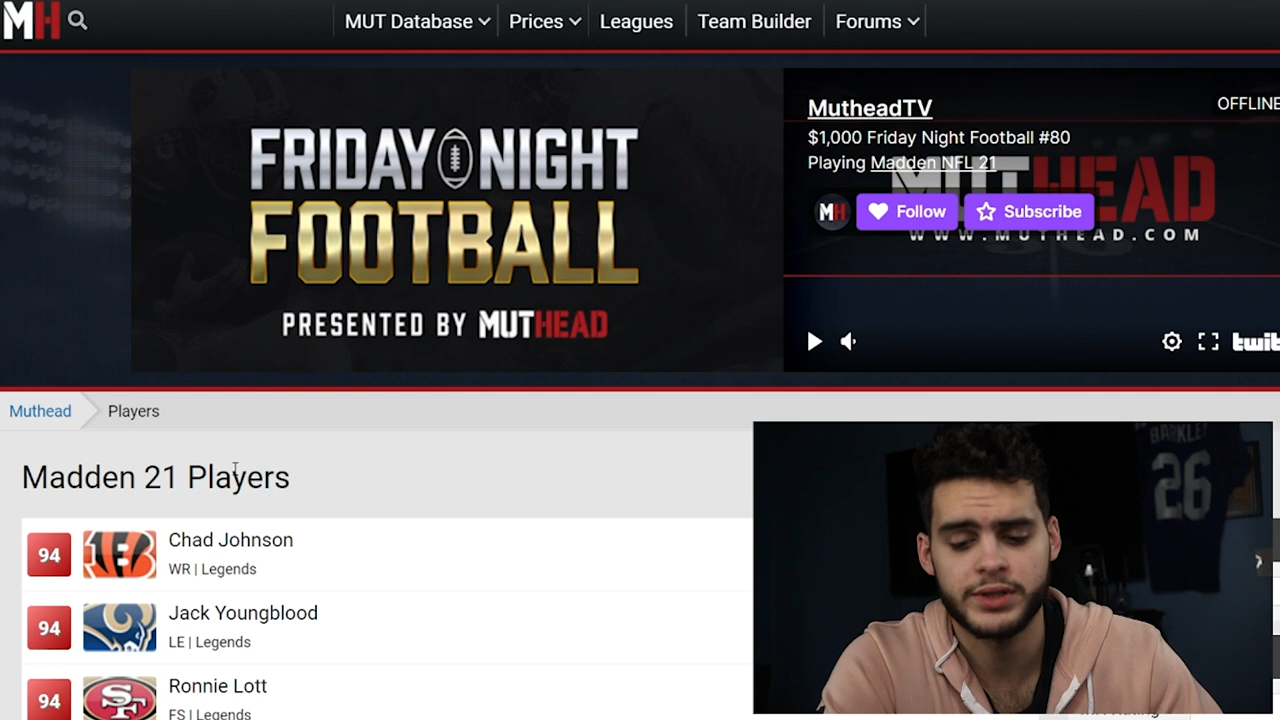 MH
MUT Database
Prices
Leagues
Team Builder
Forums
FRIDAY NIGHT
FOOTBALL
PRESENTED BY MUTHEAD
MutheadTV
OFFLINE
$1,000 Friday Night Football #80
Playing Madden NFL 21
MUTHEAD
MH
Follow
Subscribe
WWW.MUTHEAD.COM
Muthead
Players
Madden 21 Players
94
Chad Johnson
WR | Legends
94
Jack Youngblood
LE | Legends
94
Ronnie Lott
FS | Legends
BARKLEY
26